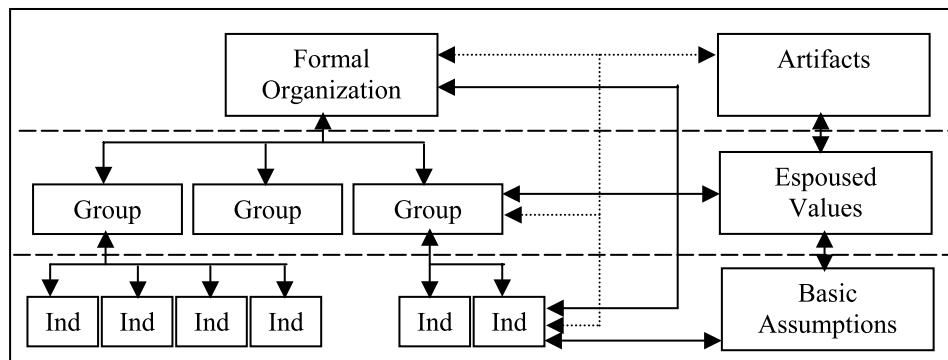 Formal
Organization
Artifacts
Group
Group
Group
Espoused
Values
Ind
Ind
Ind
Ind
Ind
Ind
Basic
Assumptions